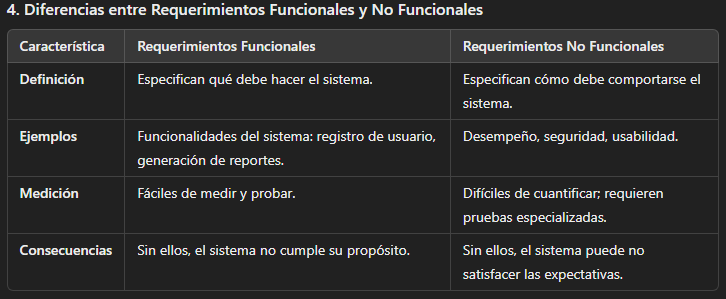 4. Diferencias entre Requerimientos Funcionales y No Funcionales
Característica Requerimientos Funcionales Requerimientos No Funcionales
Definición Especifican qué debe hacer el sistema. Especifican cómo debe comportarse el
sistema.
Ejemplos Funcionalidades del sistema: registro de usuario, Desempeño, seguridad, usabilidad.
generación de reportes.
Medición Fáciles de medir y probar. Difíciles de cuantificar; requieren
pruebas especializadas.
Consecuencias Sin ellos, el sistema no cumple su propósito. Sin ellos, el sistema puede no
satisfacer las expectativas.